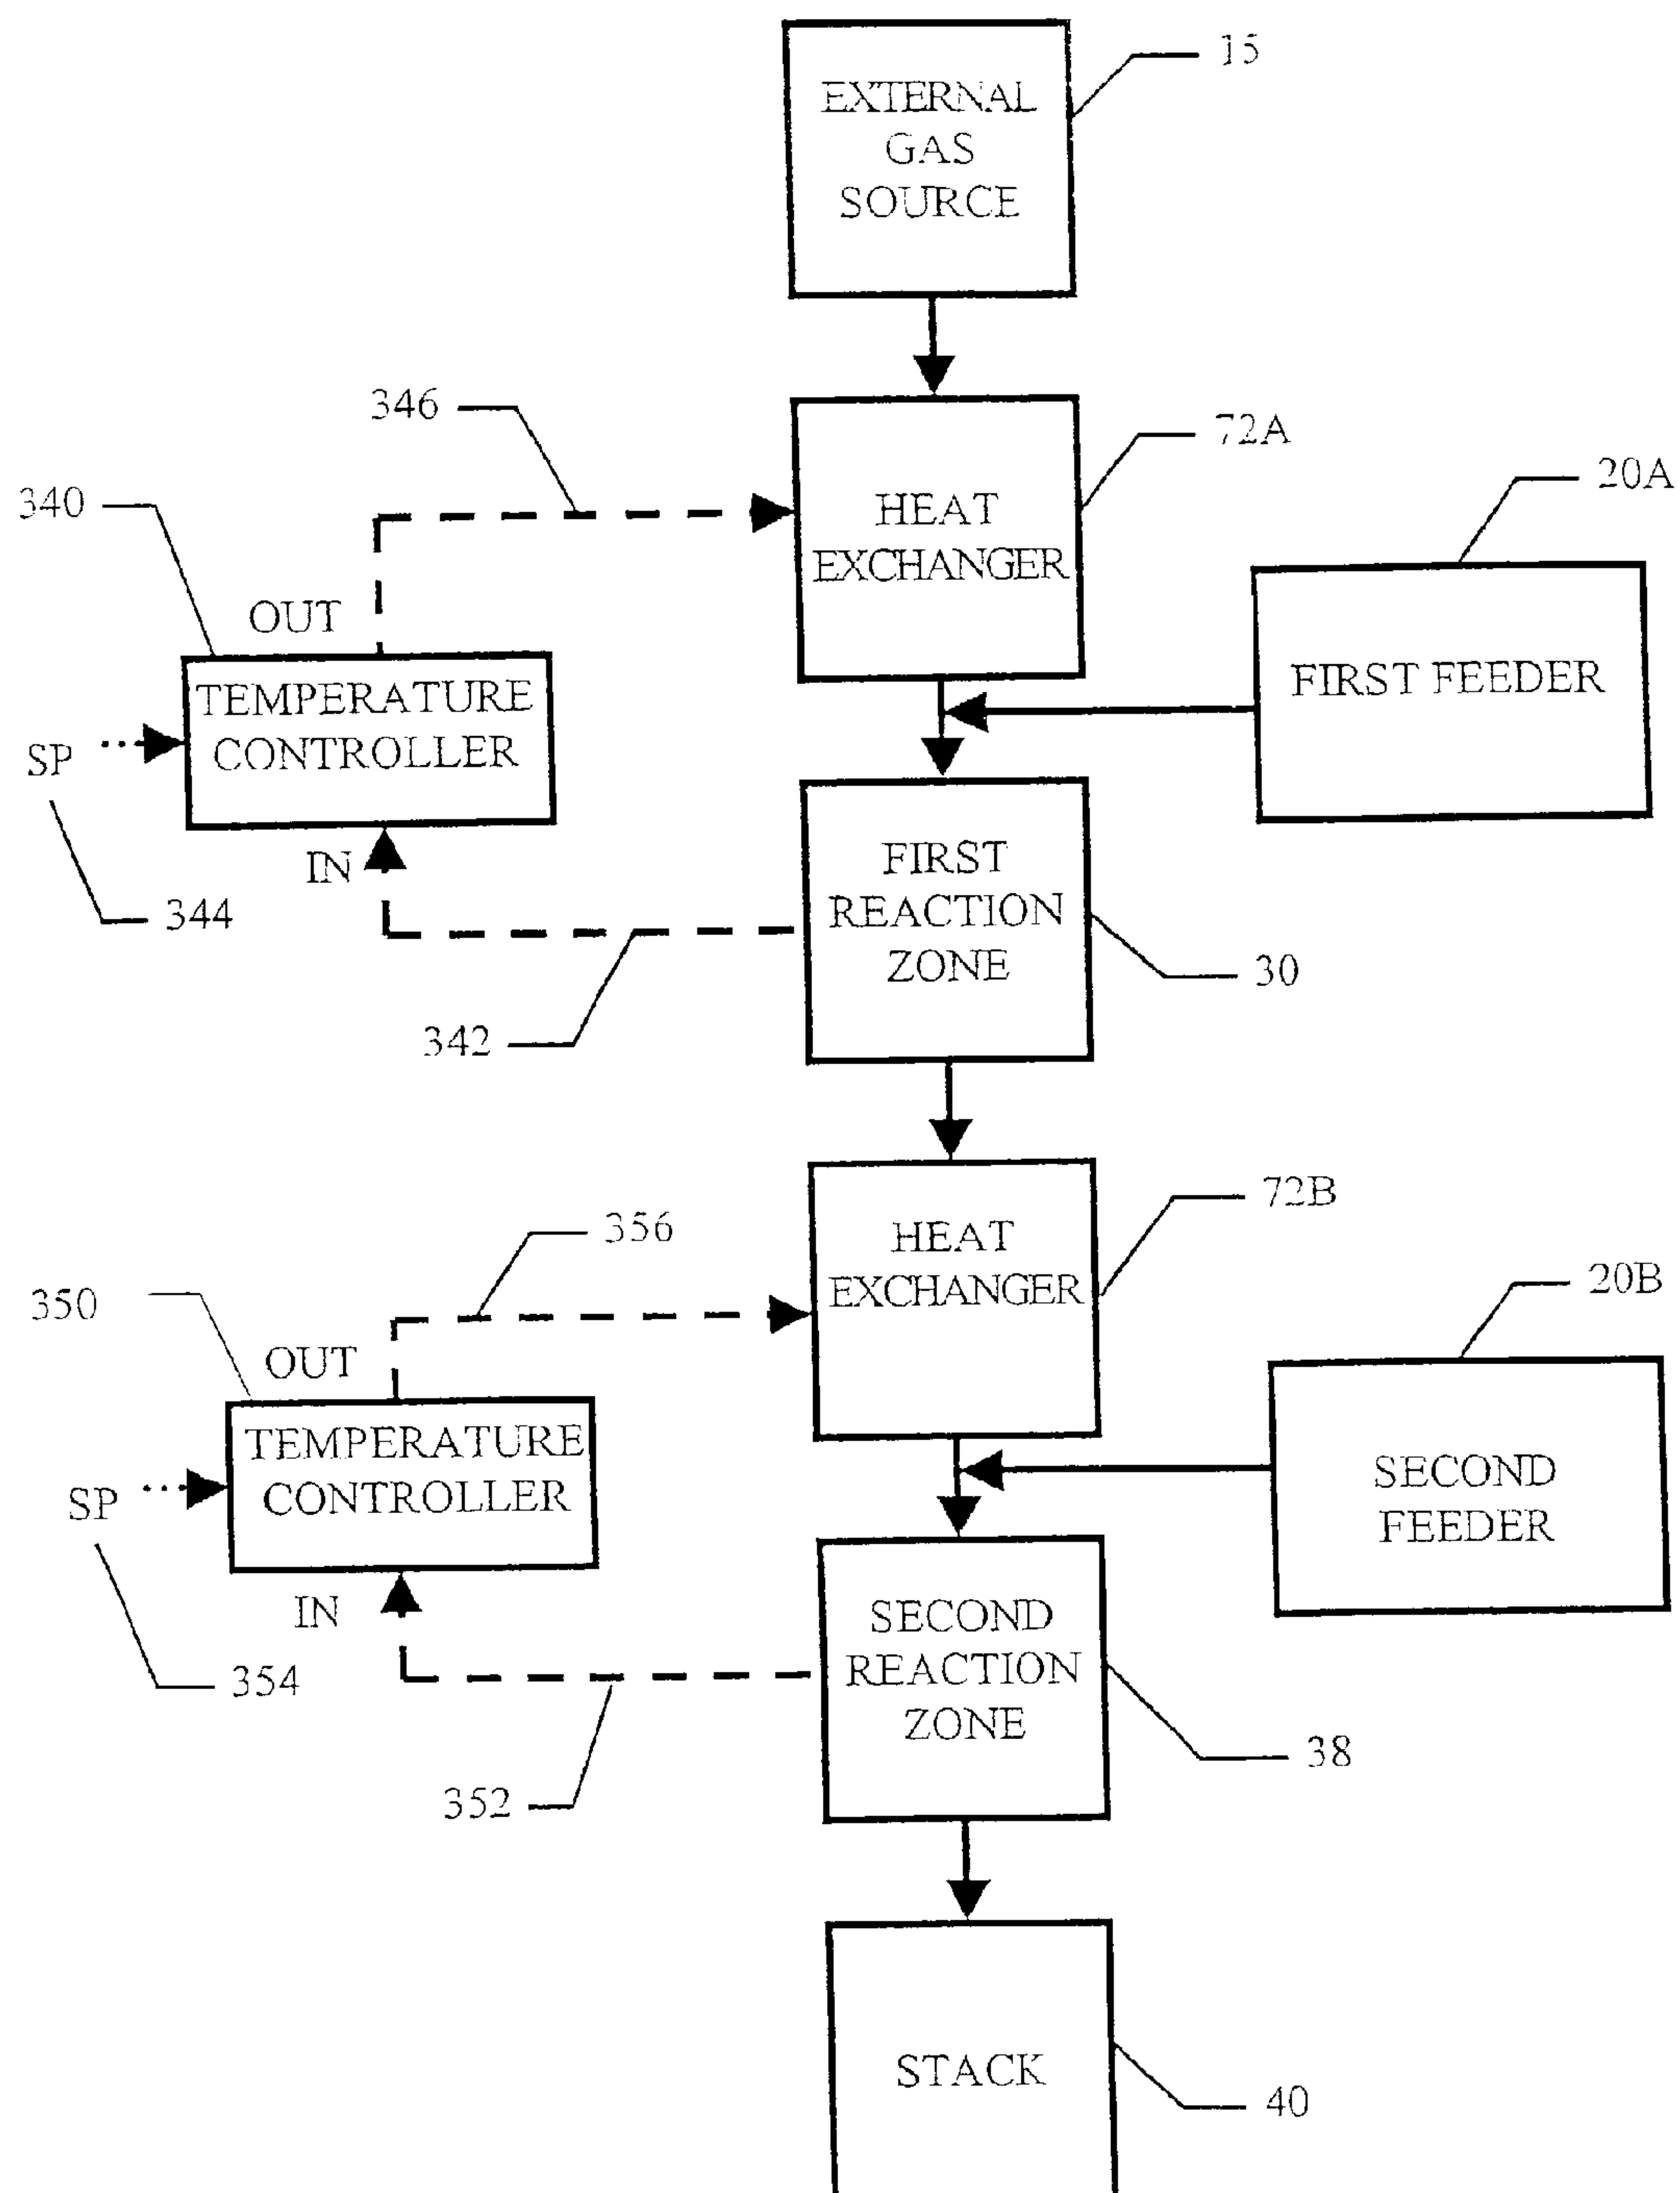 15
EXTERNAL
GAS
SOURCE
346
72A
20A
340
HEAT
EXCHANGER
OUT
FIRST FEEDER
TEMPERATURE
CONTROLLER
SP
IN
344
FIRST
REACTION
ZONE
30
342
72B
356
HEAT
EXCHANGER
20B
350
OUT
TEMPERATURE
CONTROLLER
SECOND
FEEDER
SP
IN
SECOND
REACTION
ZONE
354
38
352
STACK
40